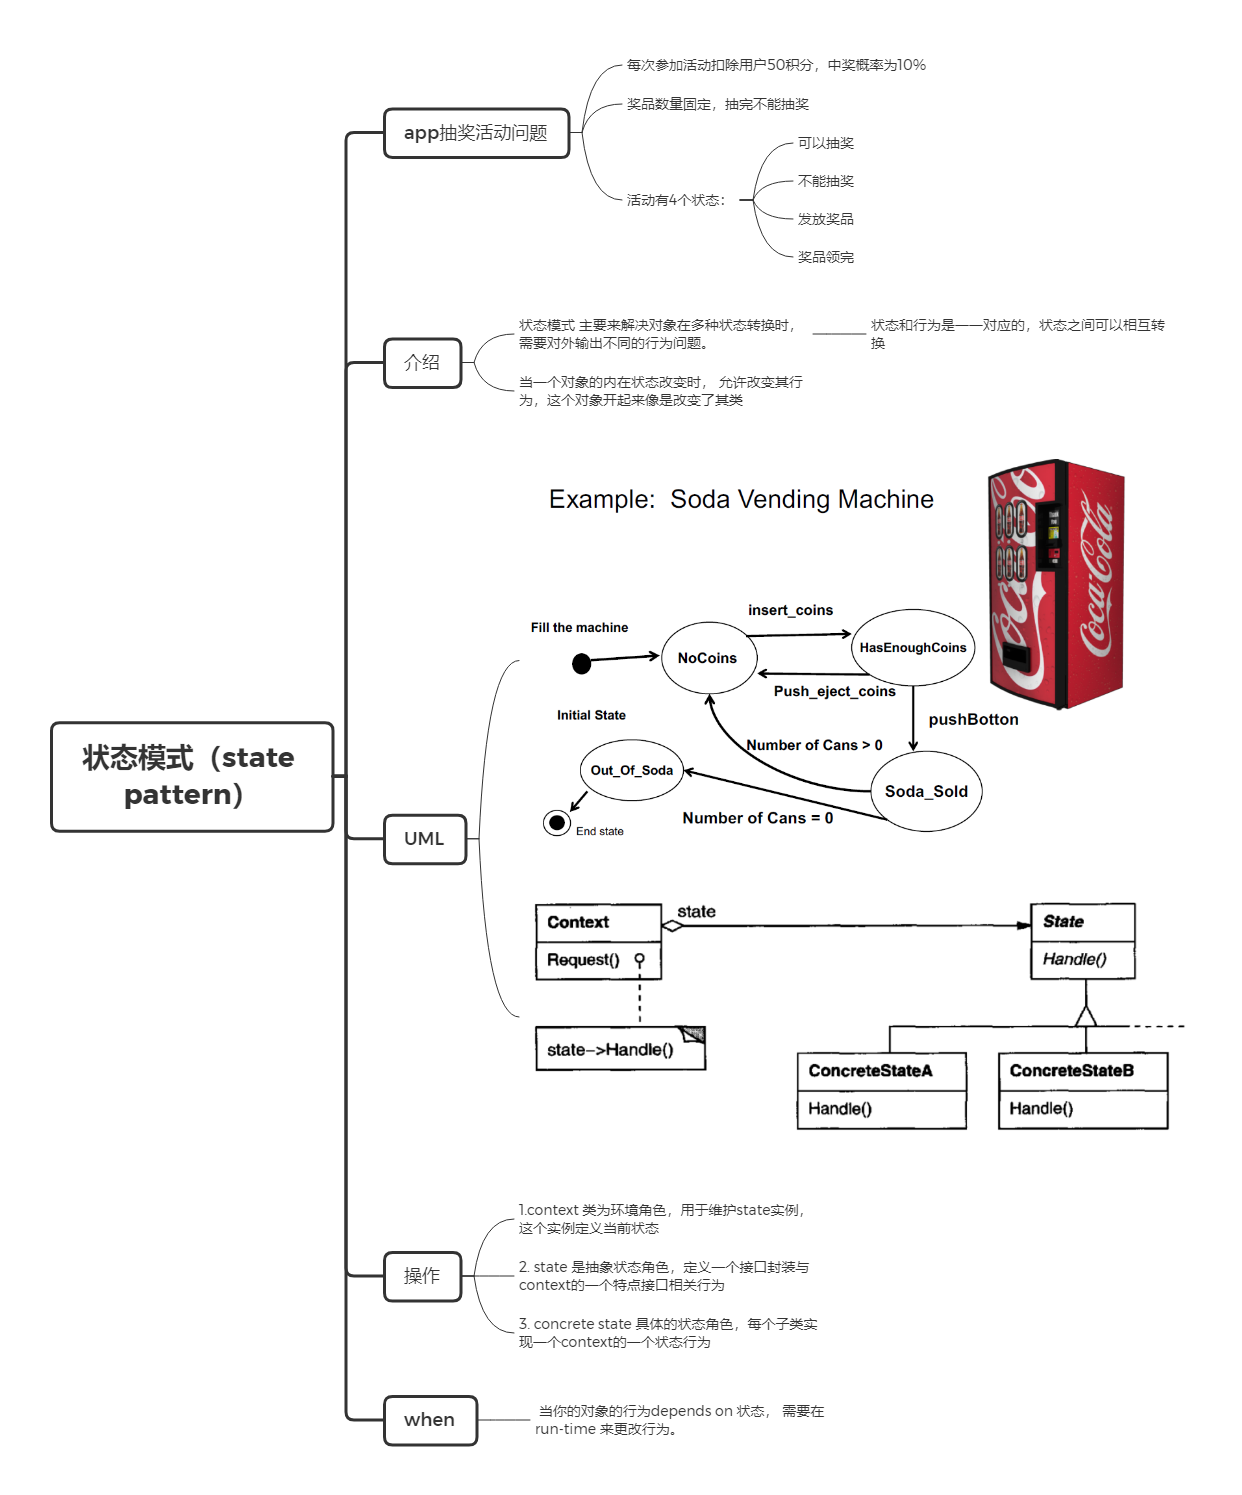 状态模式（state
pattern）
app抽奖活动问题
每次参加活动扣除用户50积分，中奖概率为10%
奖品数量固定，抽完不能抽奖
活动有4个状态：
可以抽奖
不能抽奖
发放奖品
奖品领完
介绍
状态模式 主要来解决对象在多种状态转换时，
需要对外输出不同的行为问题。
状态和行为是一一对应的，状态之间可以相互转
换
当一个对象的内在状态改变时， 允许改变其行
为，这个对象开起来像是改变了其类
UML
Example:  Soda Vending Machine
Coca-Cola
insert_coins
Fill the machine
NoCoins
HasEnoughCoins
Push_eject_coins
Initial State
pushBotton
Number of Cans > 0
Out_Of_Soda
Soda_Sold
Number of Cans = 0
End state
Context
state
State
Request()
Handle()
state->Handle()
ConcreteStateA
ConcreteStateB
Handle()
Handle()
操作
1.context 类为环境角色，用于维护state实例，
这个实例定义当前状态
2. state 是抽象状态角色，定义一个接口封装与
context的一个特点接口相关行为
3. concrete state 具体的状态角色，每个子类实
现一个context的一个状态行为
when
当你的对象的行为depends on 状态， 需要在
run-time 来更改行为。